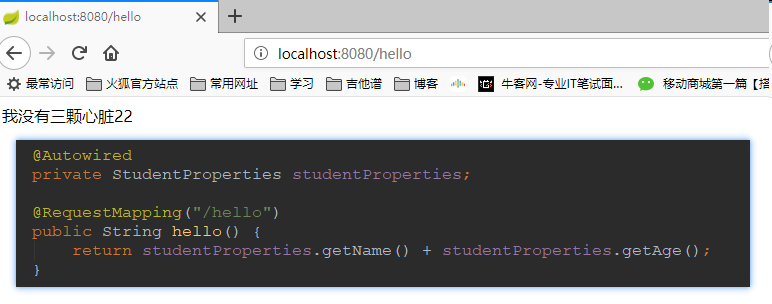 localhost:8080/hello
localhost:8080/hello
最常访问 火狐官方站点 常用网址 学习 吉他谱 博客 牛客网-专业IT笔试面... 移动商城第一篇【搭
我没有三颗心脏22
@Autowired
private StudentProperties studentProperties;
@RequestMapping("/hello")
public String hello() {
return studentProperties.getName() + studentProperties.getAge();
}